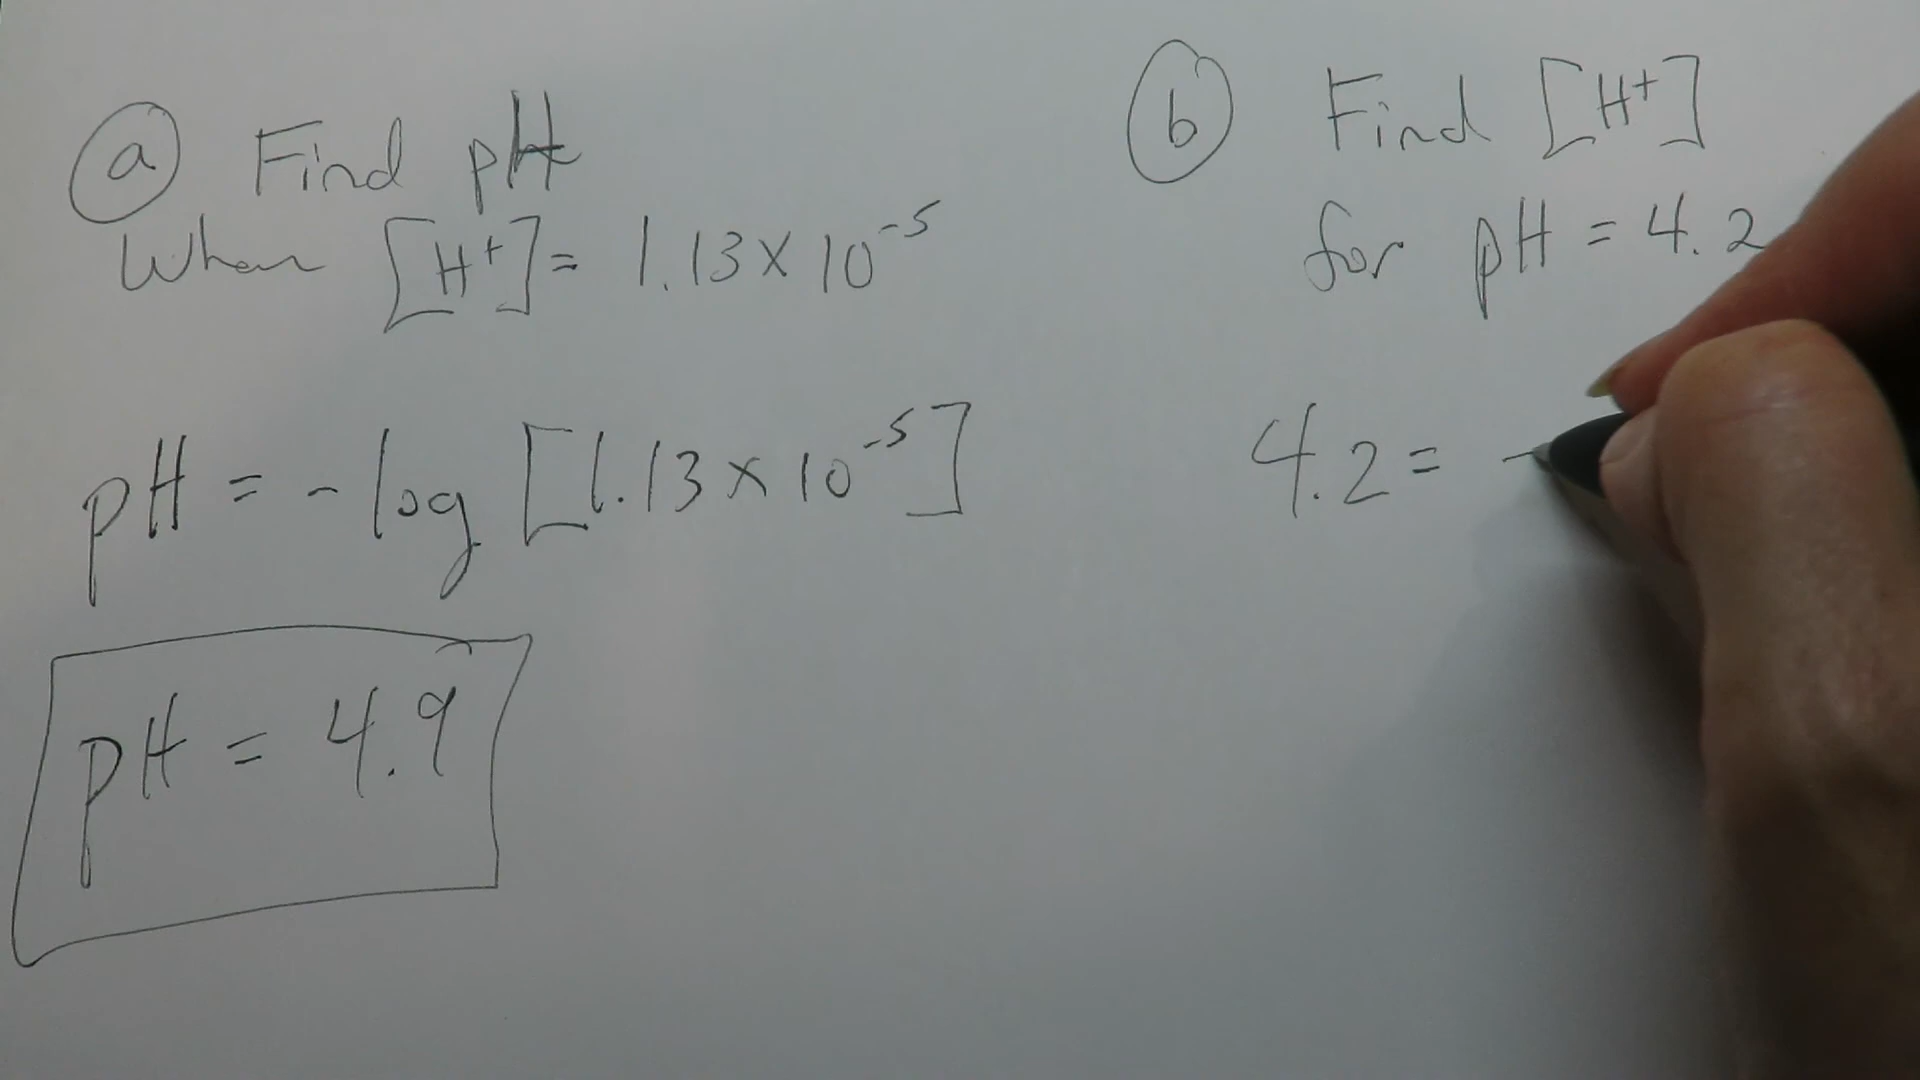 a Find pH
When [H+] = 1.13 x 10^-5
pH = - log [1.13 x 10^-5]
pH = 4.9
b Find [H+]
for pH = 4.2
4.2 = -